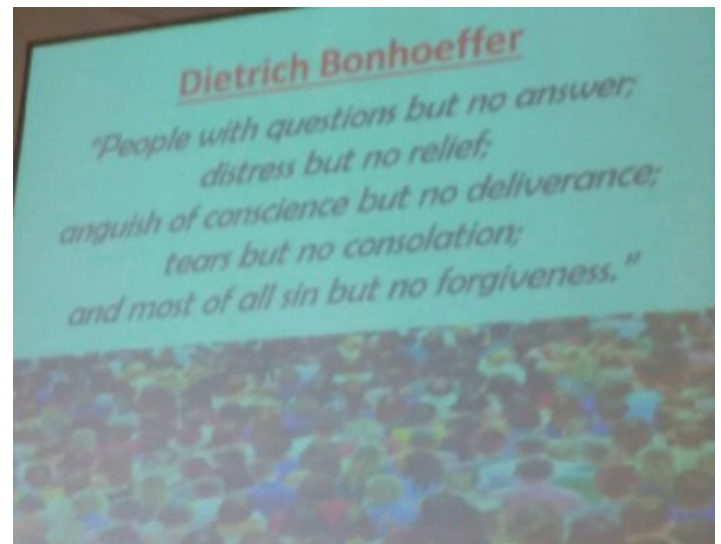 Dietrich Bonhoeffer
"People with questions but no answer;
distress but no relief;
anguish of conscience but no deliverance;
tears but no consolation;
and most of all sin but no forgiveness."